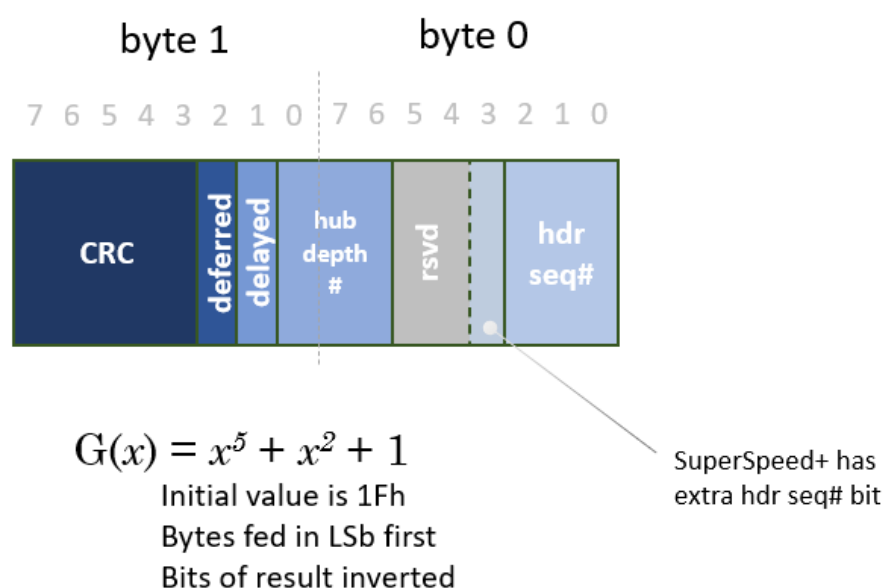 byte 1
byte 0
7 6 5 4 3 2 1 0 7 6 5 4 3 2 1 0
CRC
deferred
delayed
hub
depth
#
rsvd
hdr
seq#
G(x) = x⁵ + x² + 1
Initial value is 1Fh
Bytes fed in LSb first
Bits of result inverted
SuperSpeed+ has
extra hdr seq# bit